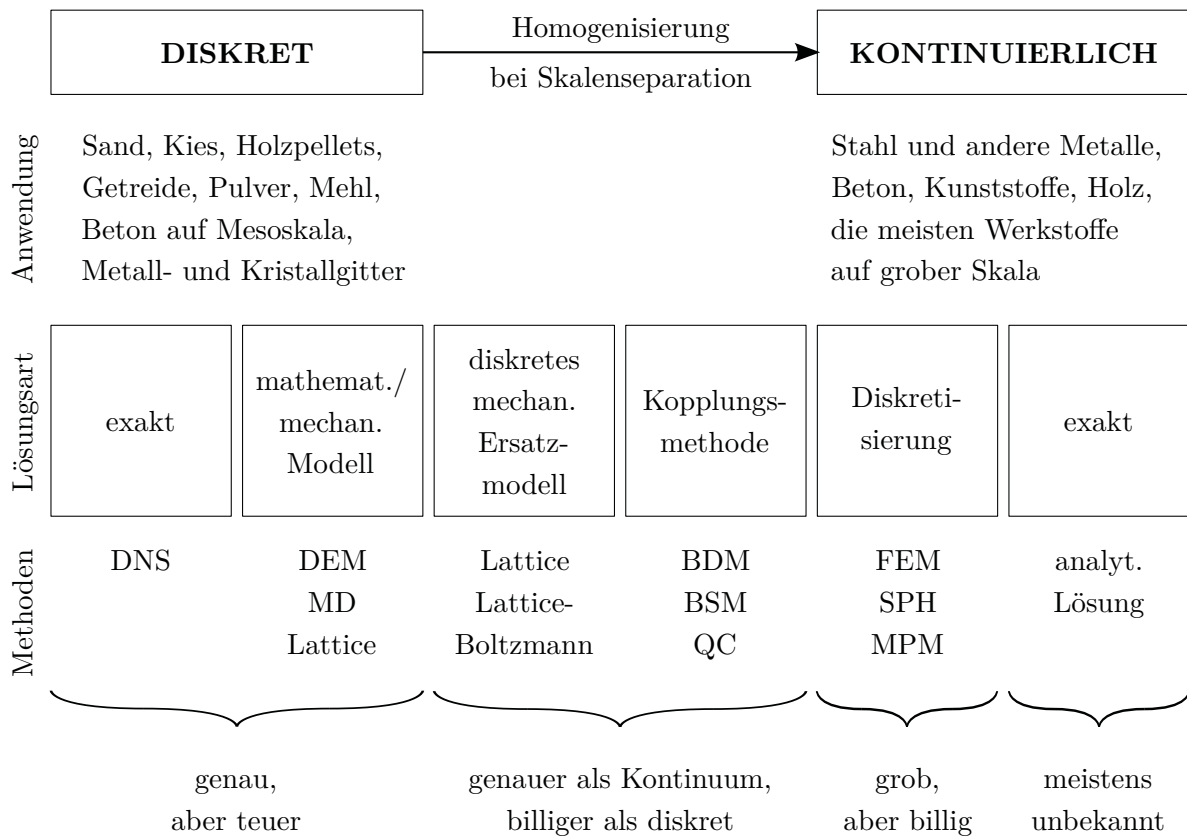 DISKRET
Homogenisierung
bei Skalenseparation
KONTINUIERLICH
Anwendung
Sand, Kies, Holzpellets,
Getreide, Pulver, Mehl,
Beton auf Mesoskala,
Metall- und Kristallgitter
Stahl und andere Metalle,
Beton, Kunststoffe, Holz,
die meisten Werkstoffe
auf grober Skala
Lösungsart
exakt
mathemat./
mechan.
Modell
diskretes
mechan.
Ersatz-
modell
Kopplungs-
methode
Diskreti-
sierung
exakt
Methoden
DNS
DEM
MD
Lattice
Lattice
Lattice-
Boltzmann
BDM
BSM
QC
FEM
SPH
MPM
analyt.
Lösung
genau,
aber teuer
genauer als Kontinuum,
billiger als diskret
grob,
aber billig
meistens
unbekannt